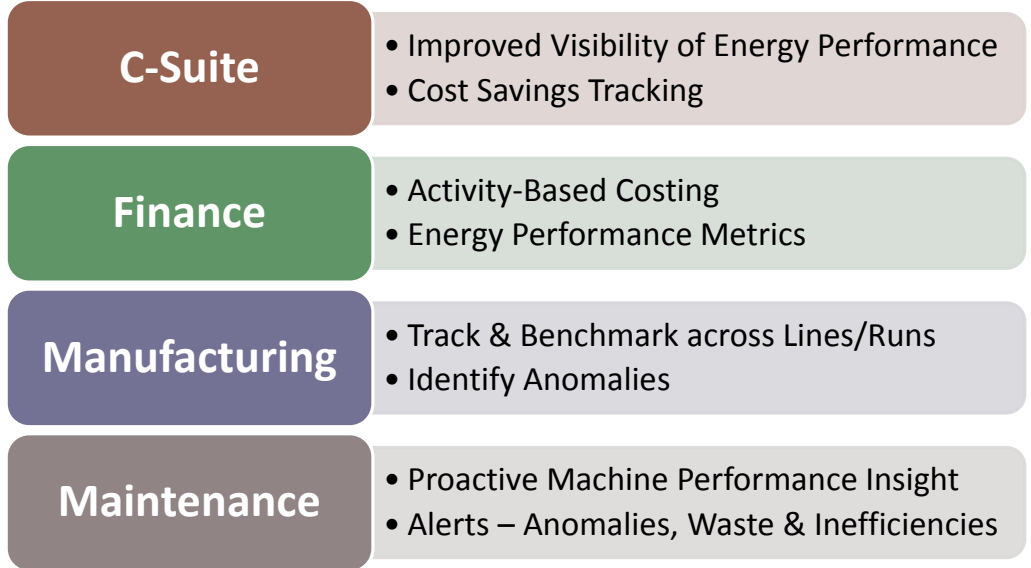 C-Suite
• Improved Visibility of Energy Performance
• Cost Savings Tracking
Finance
• Activity-Based Costing
• Energy Performance Metrics
Manufacturing
• Track & Benchmark across Lines/Runs
• Identify Anomalies
Maintenance
• Proactive Machine Performance Insight
• Alerts – Anomalies, Waste & Inefficiencies